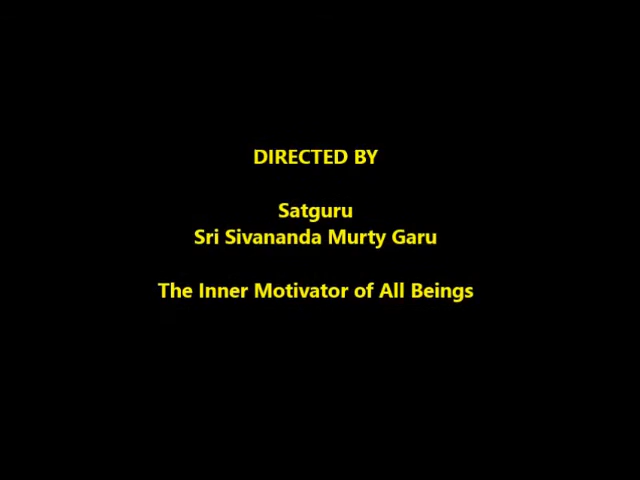 DIRECTED BY
Satguru
Sri Sivananda Murty Garu
The Inner Motivator of All Beings